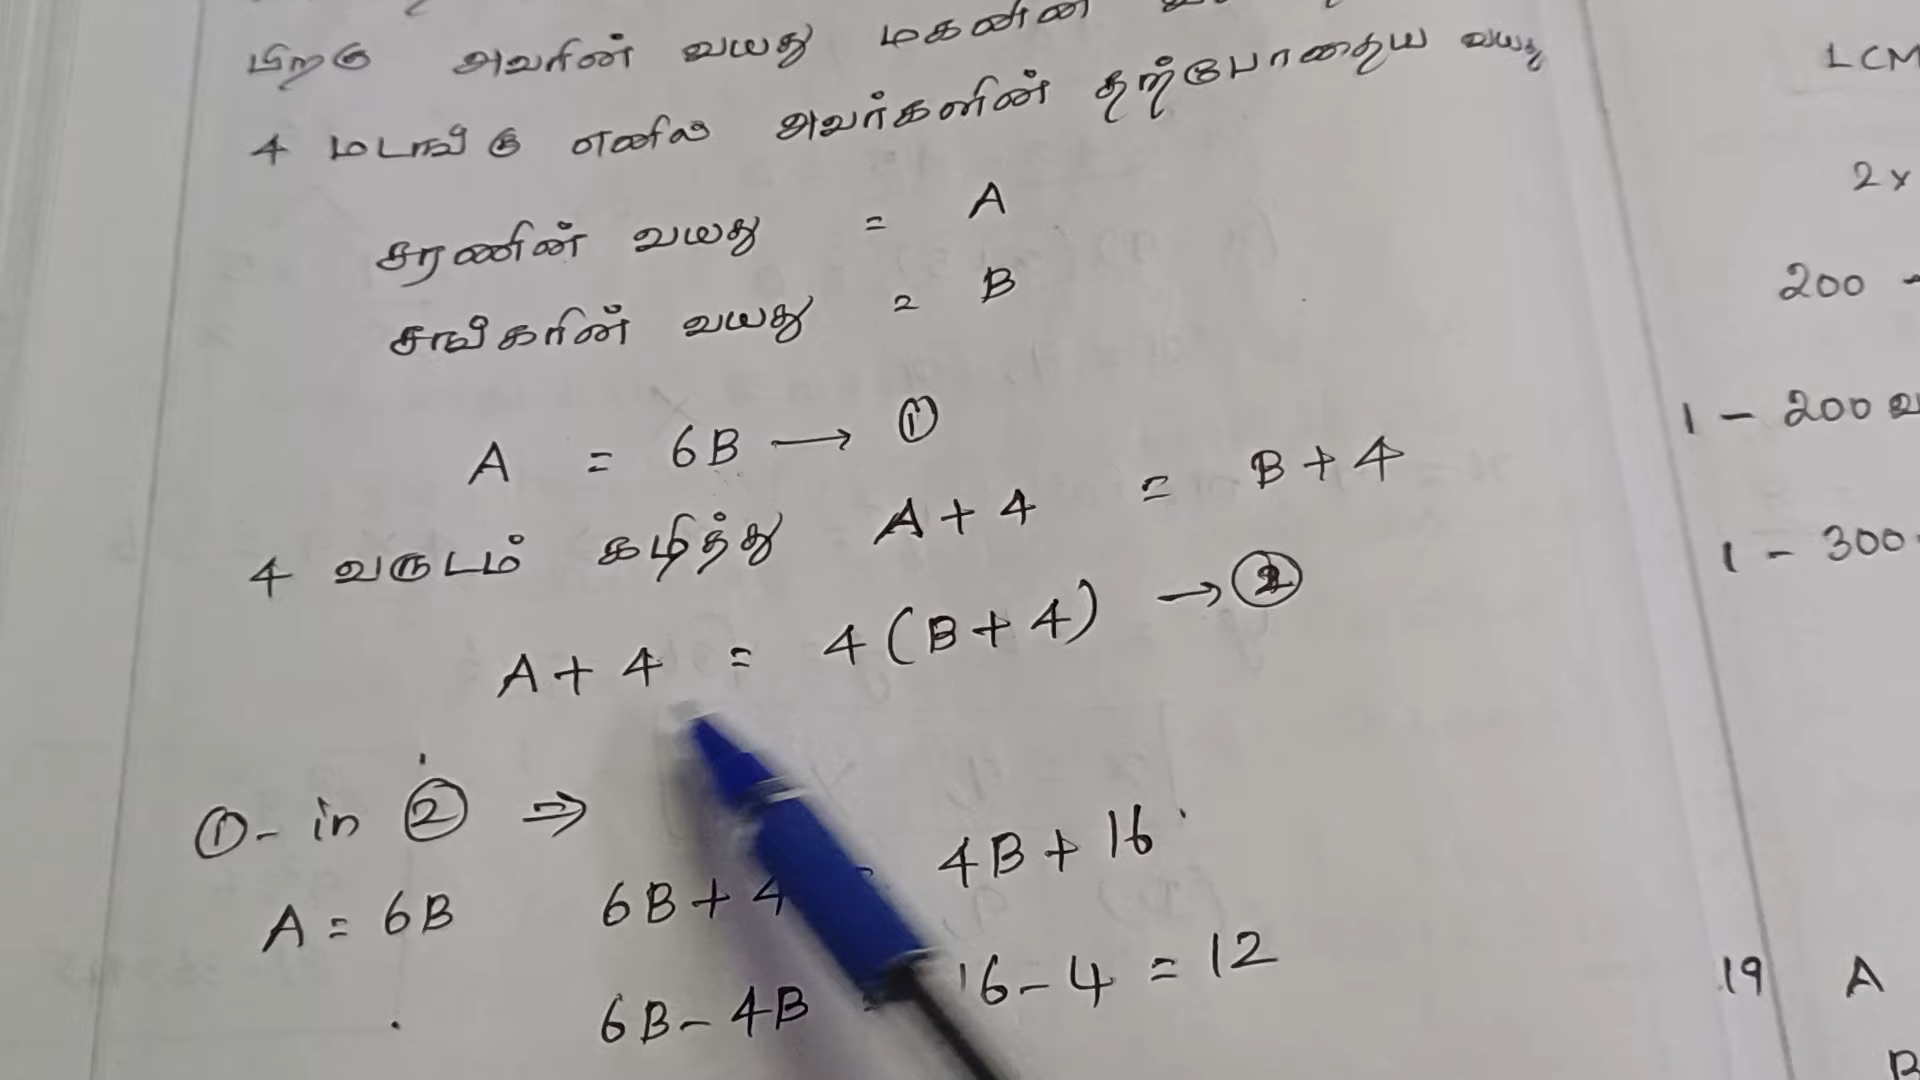 பிறகு அவரின் வயது மகனின்
4 மடங்கு எனில் அவர்களின் தற்போதைய வயது
சரணின் வயது = A
சங்கரின் வயது = B
A = 6B → ①
4 வருடம் கழித்து A + 4 = B + 4
A + 4 = 4 (B + 4) → ②
① - in ② ⇒
A = 6B 6B + 4 = 4B + 16
6B - 4B = 16 - 4 = 12
LCM
2x
200 -
1 - 200
1 - 300
19 A
B